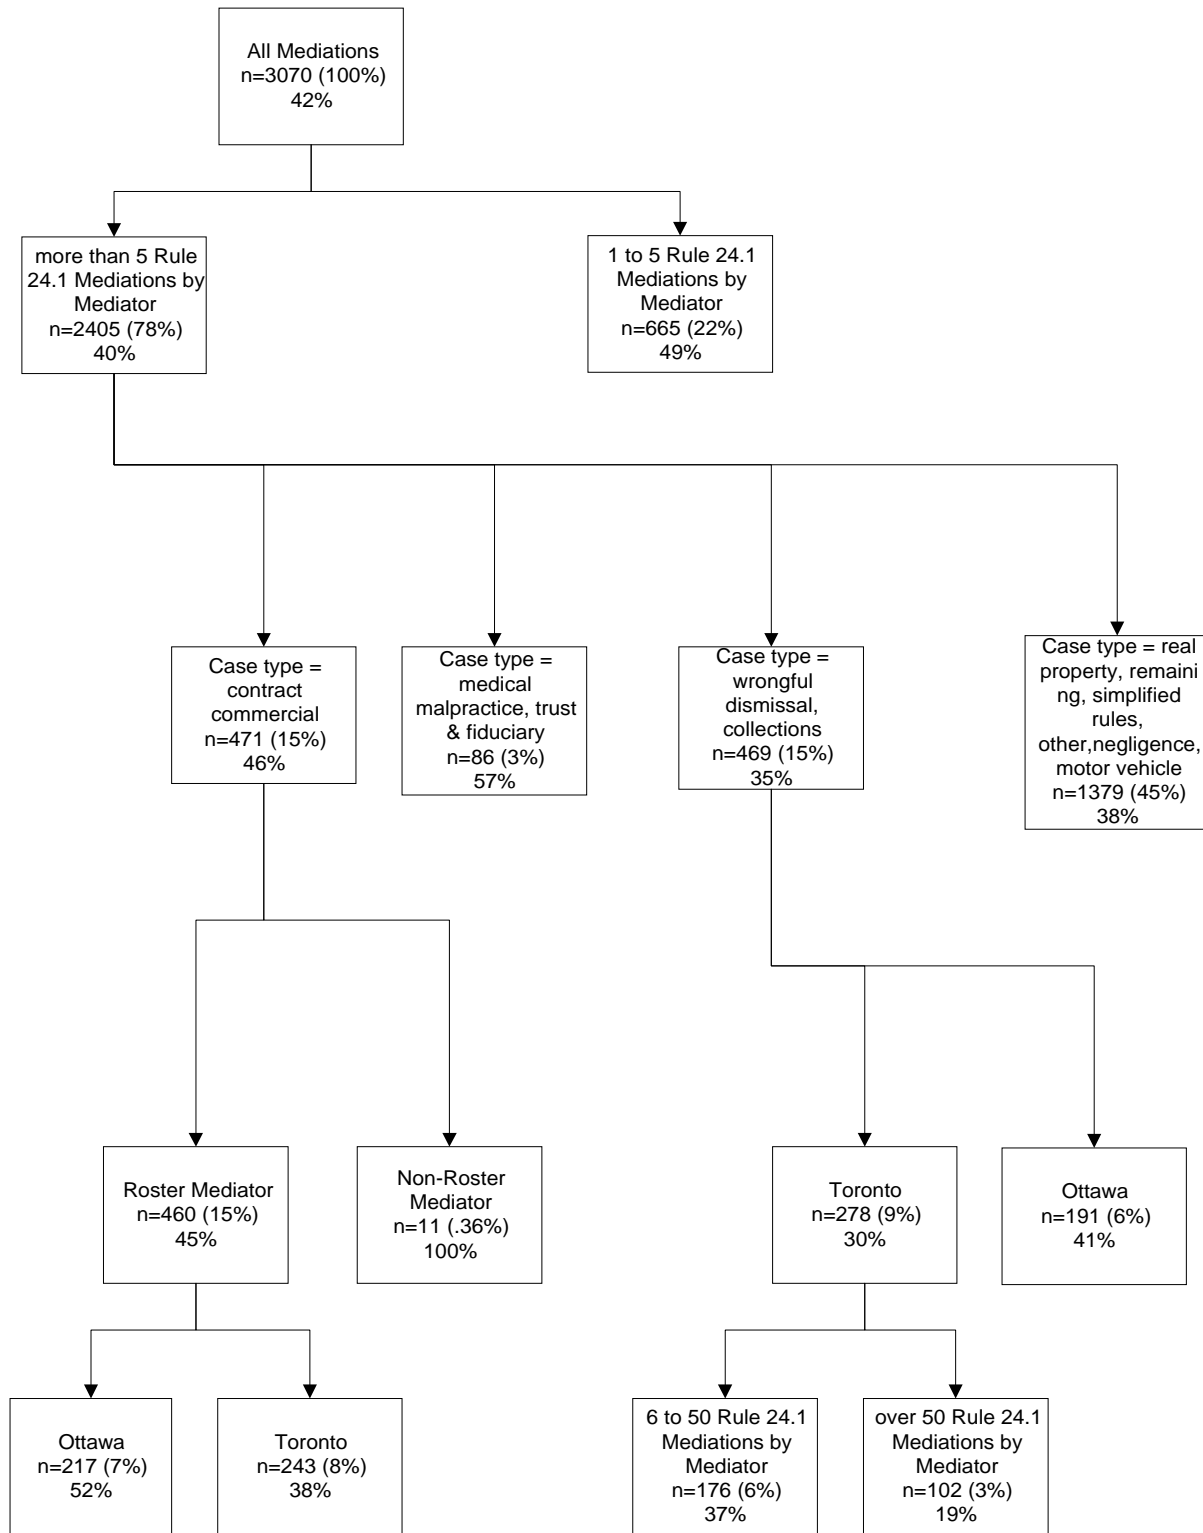 All Mediations
n=3070 (100%)
42%
more than 5 Rule
24.1 Mediations by
Mediator
n=2405 (78%)
40%
1 to 5 Rule 24.1
Mediations by
Mediator
n=665 (22%)
49%
Case type =
contract
commercial
n=471 (15%)
46%
Case type =
medical
malpractice, trust
& fiduciary
n=86 (3%)
57%
Case type =
wrongful
dismissal,
collections
n=469 (15%)
35%
Case type = real
property, remaini
ng, simplified
rules,
other,negligence,
motor vehicle
n=1379 (45%)
38%
Roster Mediator
n=460 (15%)
45%
Non-Roster
Mediator
n=11 (.36%)
100%
Toronto
n=278 (9%)
30%
Ottawa
n=191 (6%)
41%
Ottawa
n=217 (7%)
52%
Toronto
n=243 (8%)
38%
6 to 50 Rule 24.1
Mediations by
Mediator
n=176 (6%)
37%
over 50 Rule 24.1
Mediations by
Mediator
n=102 (3%)
19%